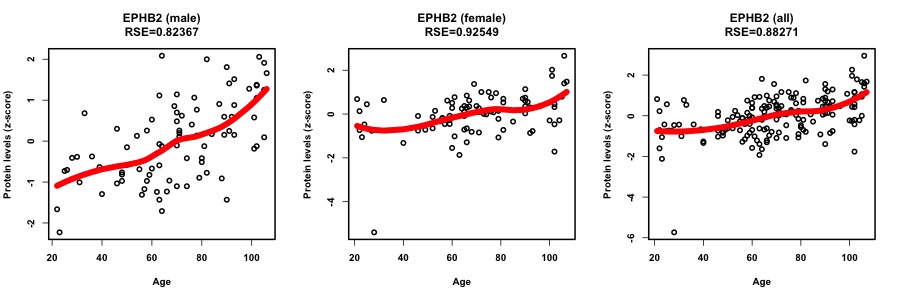 EPHB2 (male)
RSE=0.82367
Protein levels (z-score)
2
1
0
-1
-2
20 40 60 80 100
Age
EPHB2 (female)
RSE=0.92549
Protein levels (z-score)
2
0
-2
-4
20 40 60 80 100
Age
EPHB2 (all)
RSE=0.88271
Protein levels (z-score)
2
0
-2
-4
-6
20 40 60 80 100
Age